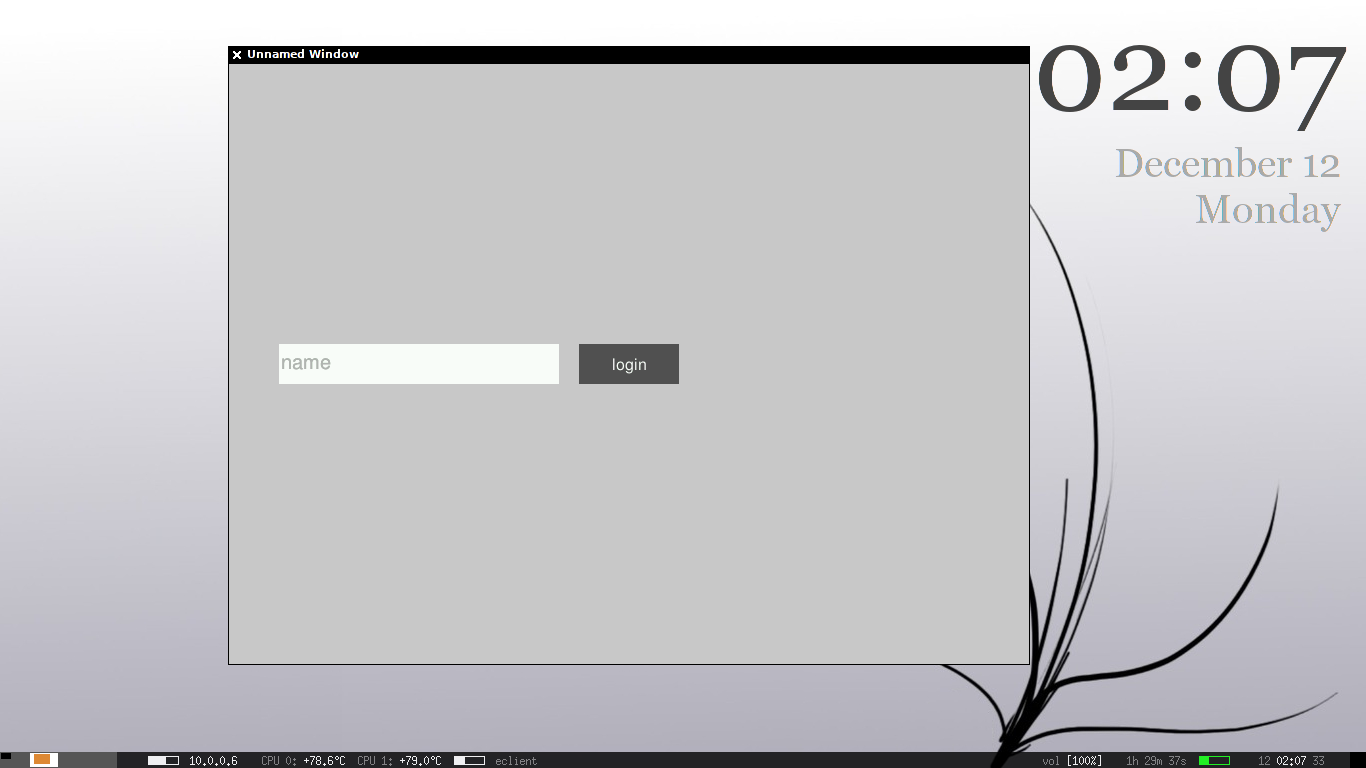 Unnamed Window
02:07
December 12
Monday
name
login
10.0.0.6 CPU 0: +78.6°C CPU 1: +79.0°C eclient vol [100%] 1h 29m 37s 12 02:07 33